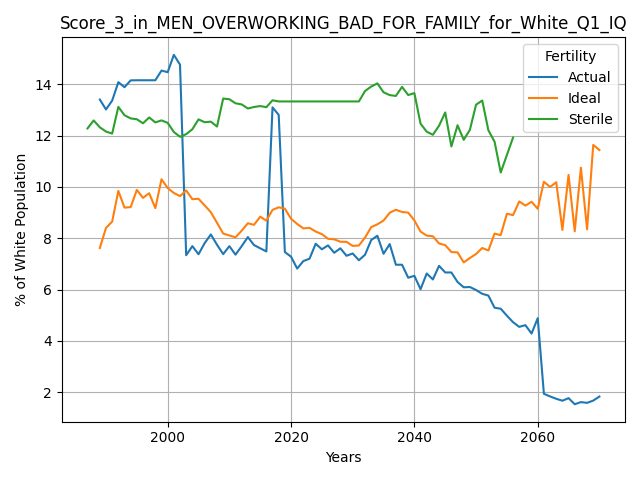 Score_3_in_MEN_OVERWORKING_BAD_FOR_FAMILY_for_White_Q1_IQ
Fertility
Actual
Ideal
Sterile
% of White Population
14
12
10
8
6
4
2
2000 2020 2040 2060
Years